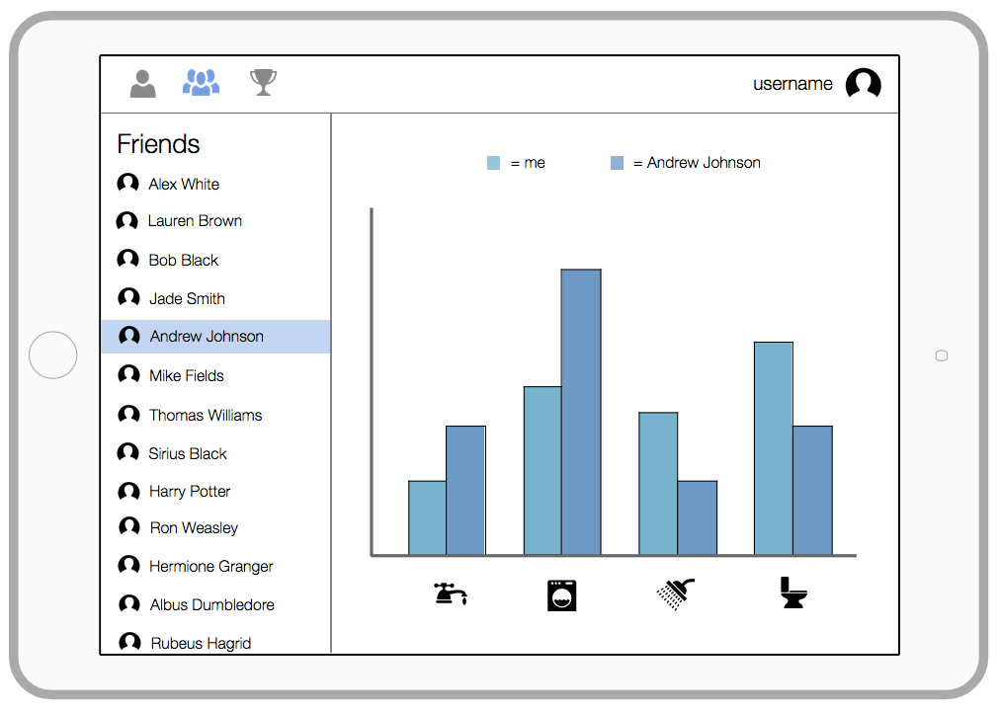 username
Friends
Alex White
Lauren Brown
Bob Black
Jade Smith
Andrew Johnson
Mike Fields
Thomas Williams
Sirius Black
Harry Potter
Ron Weasley
Hermione Granger
Albus Dumbledore
Rubeus Hagrid
= me
= Andrew Johnson